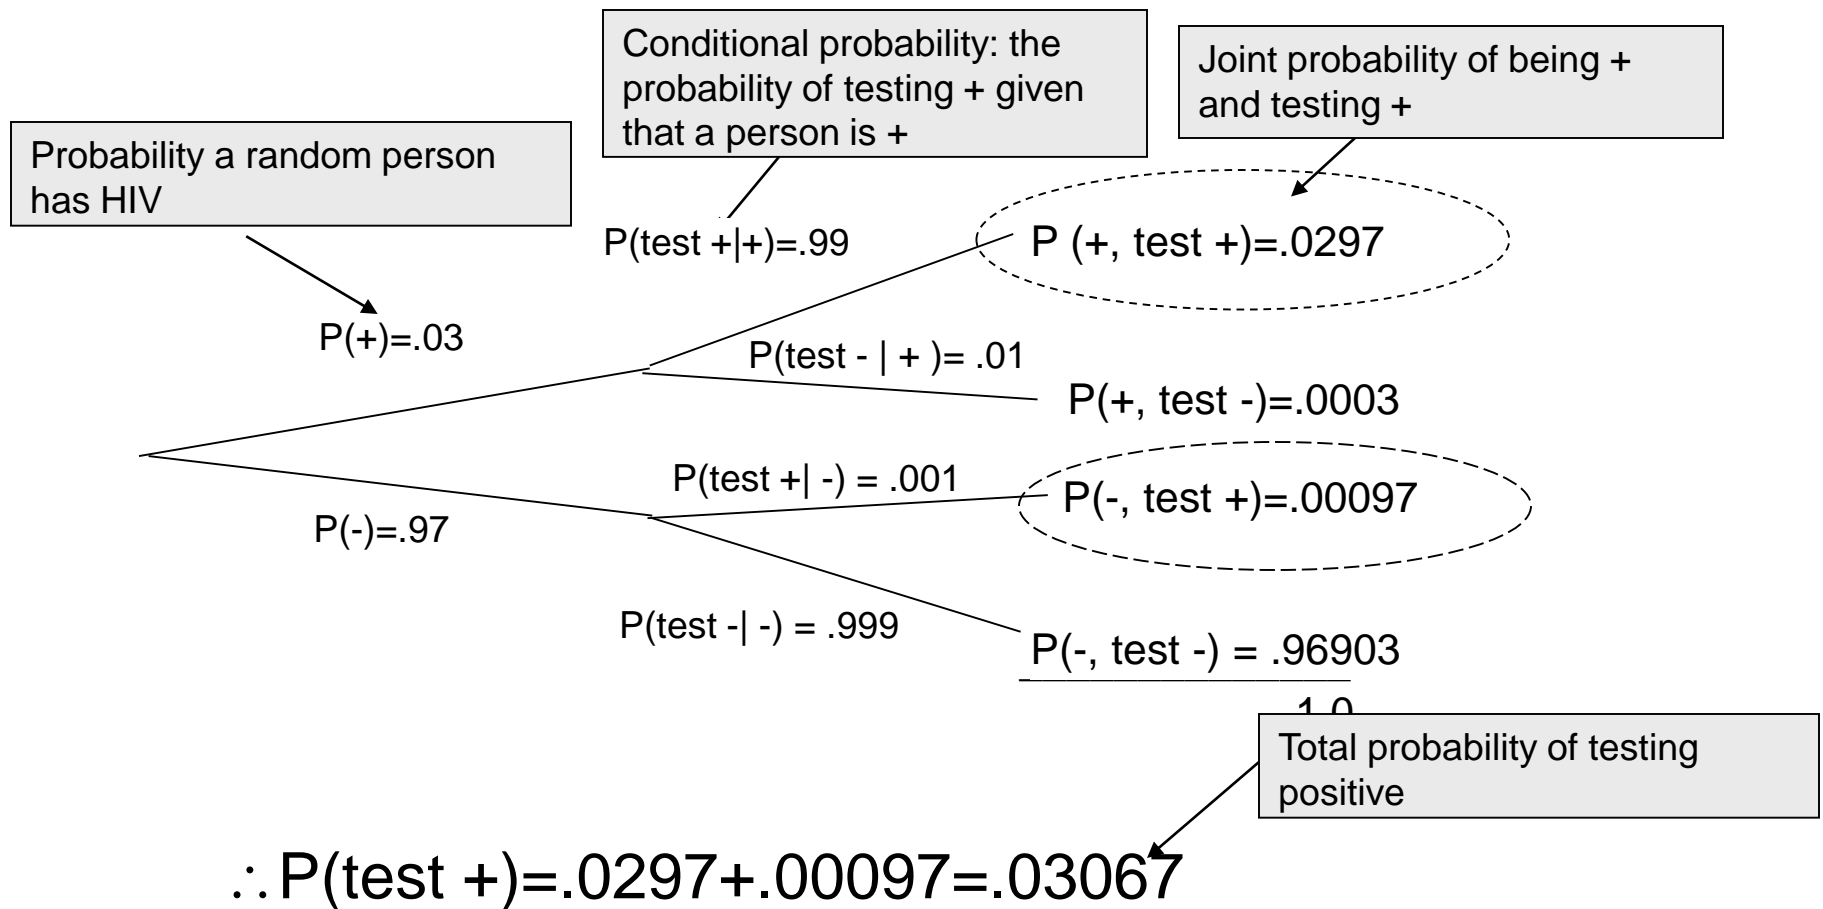 Conditional probability: the
probability of testing + given
that a person is +
Joint probability of being +
and testing +
Probability a random person
has HIV
P(test +|+)=.99
P (+, test +)=.0297
P(+)=.03
P(test - | + )= .01
P(+, test -)=.0003
P(test +| -) = .001
P(-, test +)=.00097
P(-)=.97
P(test -| -) = .999
P(-, test -) = .96903
1.0
Total probability of testing
positive
∴P(test +)=.0297+.00097=.03067